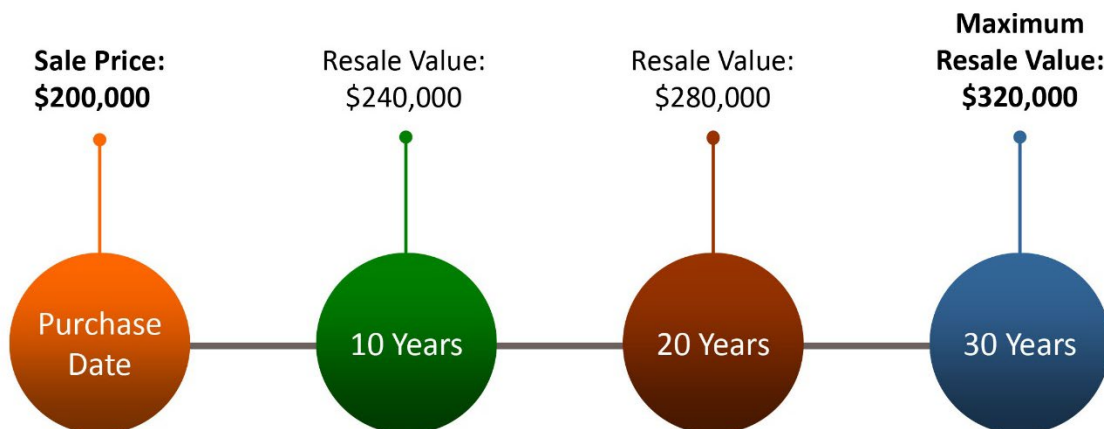 Sale Price:
$200,000
Resale Value:
$240,000
Resale Value:
$280,000
Maximum
Resale Value:
$320,000
Purchase
Date
10 Years
20 Years
30 Years